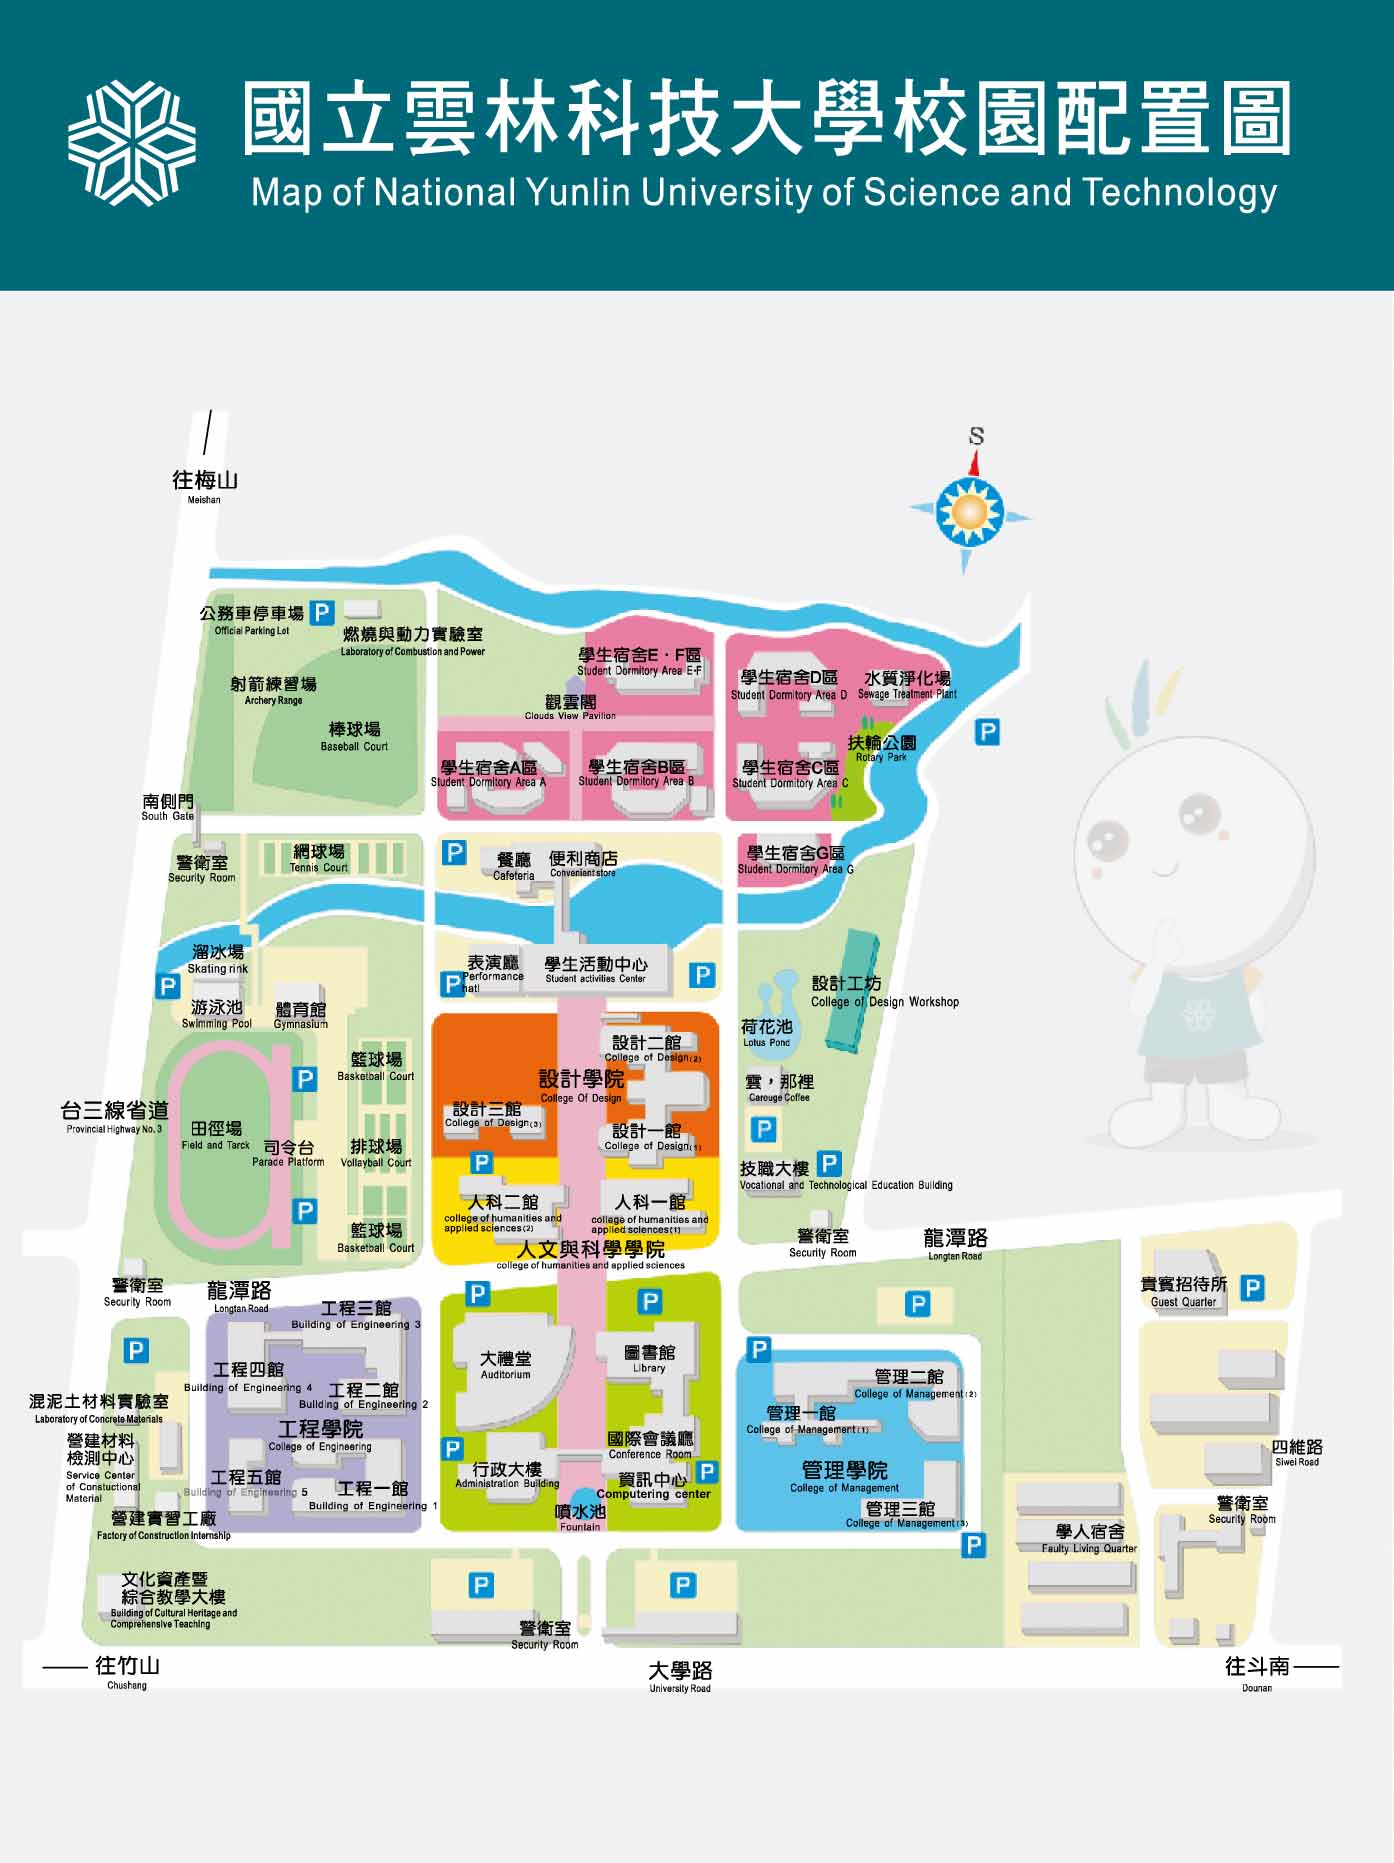 國立雲林科技大學校園配置圖
Map of National Yunlin University of Science and Technology
S
往梅山
Meishan
公務車停車場
Official Parking Lot
P
燃燒與動力實驗室
Laboratory of Combustion and Power
學生宿舍E·F區
Student Dormitory Area E-F
學生宿舍D區
Student Dormitory Area D
水質淨化場
Sewage Treatment Plant
射箭練習場
Archery Range
觀雲閣
Clouds View Pavilion
棒球場
Baseball Court
扶輪公園
Rotary Park
P
學生宿舍A區
Student Dormitory Area A
學生宿舍B區
Student Dormitory Area B
學生宿舍C區
Student Dormitory Area C
南側門
South Gate
警衛室
Security Room
網球場
Tennis Court
P
餐廳
Cafeteria
便利商店
Convenient store
學生宿舍G區
Student Dormitory Area G
溜冰場
Skating rink
P
表演廳
Performance
hatl
P
學生活動中心
Student activities Center
P
設計工坊
College of Design Workshop
游泳池
Swimming Pool
體育館
Gymnasium
荷花池
Lotus Pond
設計二館
College of Design(2)
籃球場
Basketball Court
P
設計學院
College Of Design
雲，那裡
Carouge Coffee
台三線省道
Provincial Highway No. 3
田徑場
Field and Tarck
司令台
Parade Platform
排球場
Vollayball Court
設計三館
College of Design(3)
設計一館
College of Design(1)
P
P
技職大樓
P
Vocational and Technological Education Building
P
籃球場
Basketball Court
人科二館
college of humanities and
applied sciences(2)
人科一館
college of humanities and
applied sciences(1)
人文與科學學院
college of humanities and applied sciences
警衛室
Security Room
龍潭路
Longtan Road
警衛室
Security Room
龍潭路
Longtan Road
貴賓招待所
Guest Quarter
P
工程三館
Building of Engineering 3
P
P
P
P
P
工程四館
Building of Engineering 4
工程二館
Building of Engineering 2
大禮堂
Auditorium
圖書館
Library
管理二館
College of Management(2)
混泥土材料實驗室
Laboratory of Concrete Materials
工程學院
College of Engineering
管理一館
College of Management(1)
營建材料
檢測中心
Service Center
of Constuctional
Material
P
國際會議廳
Conference Room
四維路
Siwei Road
工程五館
Building of Engineering 5
工程一館
Building of Engineering 1
行政大樓
Administration Building
資訊中心
Computering center
P
管理學院
College of Management
營建實習工廠
Factory of Construction Internship
噴水池
Fountain
管理三館
College of Management(3)
警衛室
Security Room
學人宿舍
Faulty Living Quarter
P
文化資產暨
綜合教學大樓
Building of Cultural Heritage and
Comprehensive Teaching
P
P
警衛室
Security Room
往竹山
Chushang
大學路
University Road
往斗南
Dounan